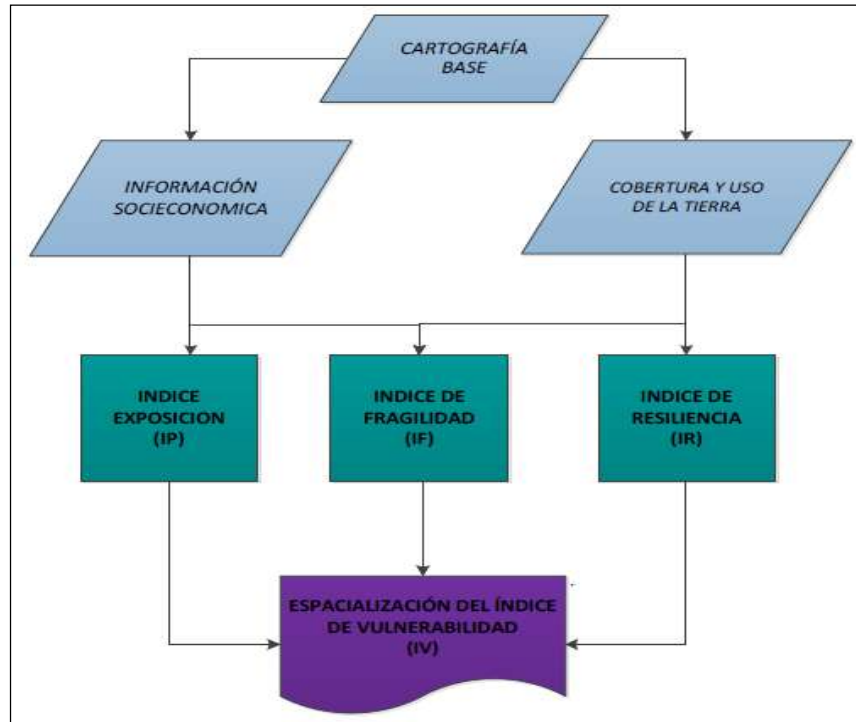 CARTOGRAFÍA
BASE
INFORMACIÓN
SOCIECONOMICA
COBERTURA Y USO
DE LA TIERRA
INDICE
EXPOSICION
(IP)
INDICE DE
FRAGILIDAD
(IF)
INDICE DE
RESILIENCIA
(IR)
ESPACIALIZACIÓN DEL ÍNDICE
DE VULNERABILIDAD
(IV)